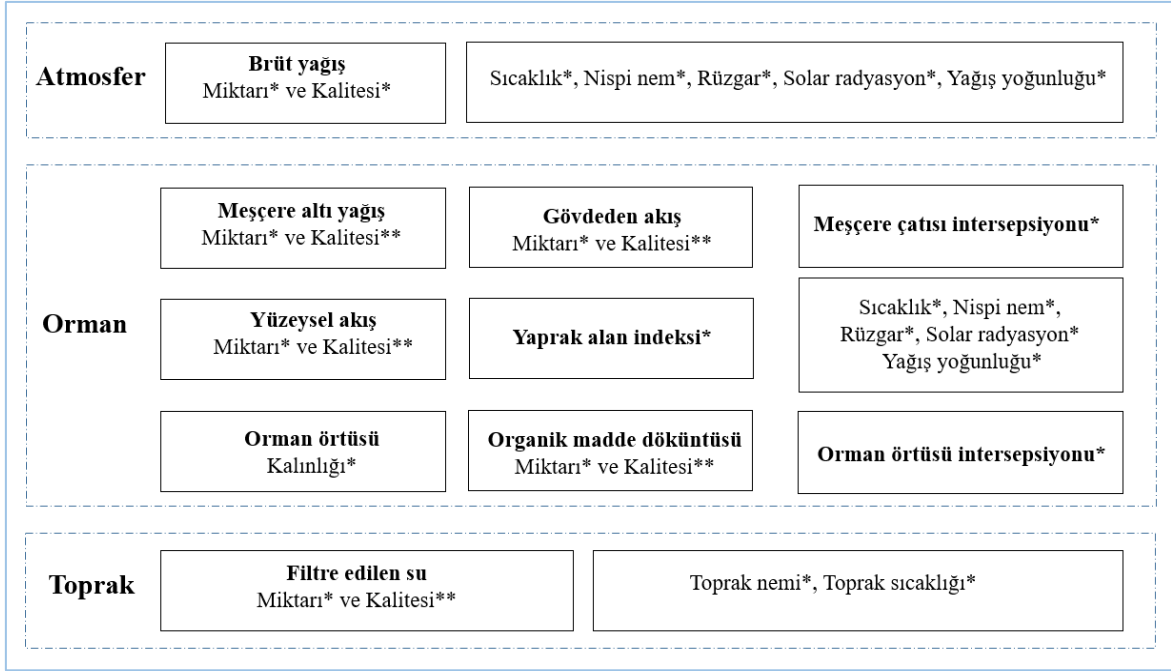 Atmosfer
Brüt yağış
Miktarı* ve Kalitesi*
Sıcaklık*, Nispi nem*, Rüzgar*, Solar radyasyon*, Yağış yoğunluğu*
Orman
Meşçere altı yağış
Miktarı* ve Kalitesi**
Gövdeden akış
Miktarı* ve Kalitesi**
Meşçere çatısı intersepsiyonu*
Yüzeysel akış
Miktarı* ve Kalitesi**
Yaprak alan indeksi*
Sıcaklık*, Nispi nem*,
Rüzgar*, Solar radyasyon*
Yağış yoğunluğu*
Orman örtüsü
Kalınlığı*
Organik madde döküntüsü
Miktarı* ve Kalitesi**
Orman örtüsü intersepsiyonu*
Toprak
Filtre edilen su
Miktarı* ve Kalitesi**
Toprak nemi*, Toprak sıcaklığı*